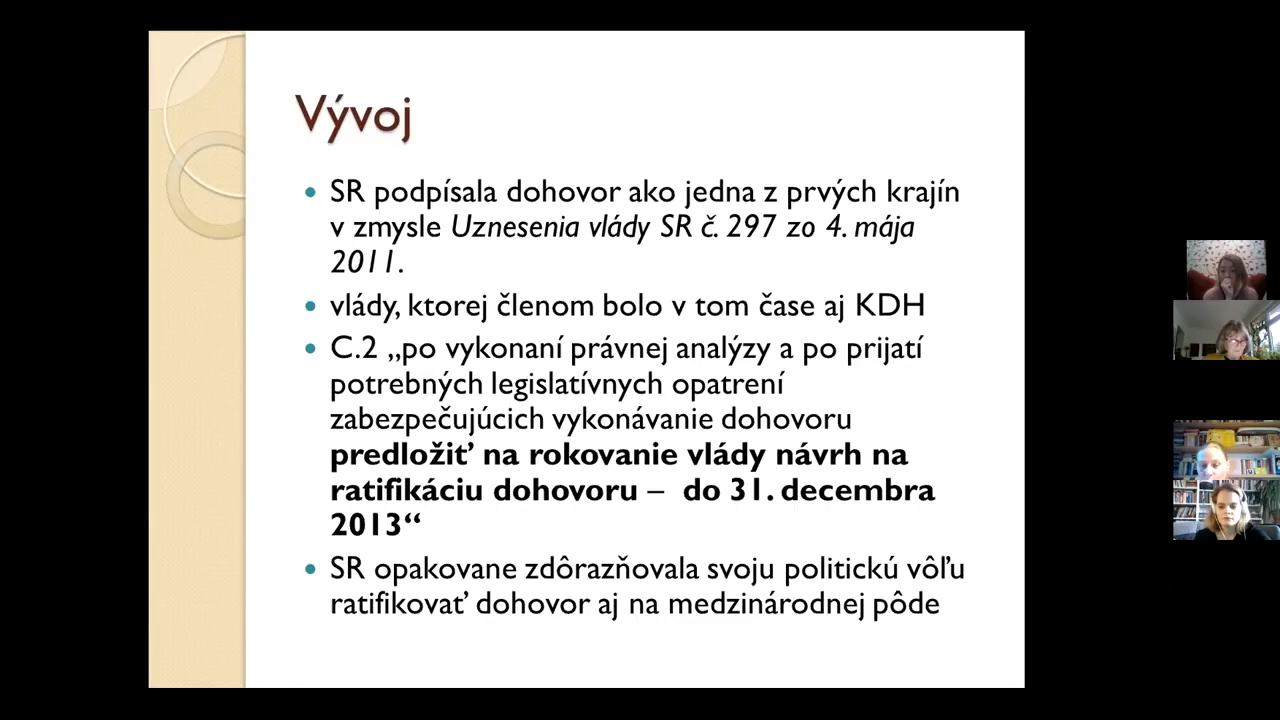 Vývoj
SR podpísala dohovor ako jedna z prvých krajín
v zmysle Uznesenia vlády SR č. 297 zo 4. mája
2011.
vlády, ktorej členom bolo v tom čase aj KDH
C.2 „po vykonaní právnej analýzy a po prijatí
potrebných legislatívnych opatrení
zabezpečujúcich vykonávanie dohovoru
predložiť na rokovanie vlády návrh na
ratifikáciu dohovoru – do 31. decembra
2013“
SR opakovane zdôrazňovala svoju politickú vôľu
ratifikovať dohovor aj na medzinárodnej pôde